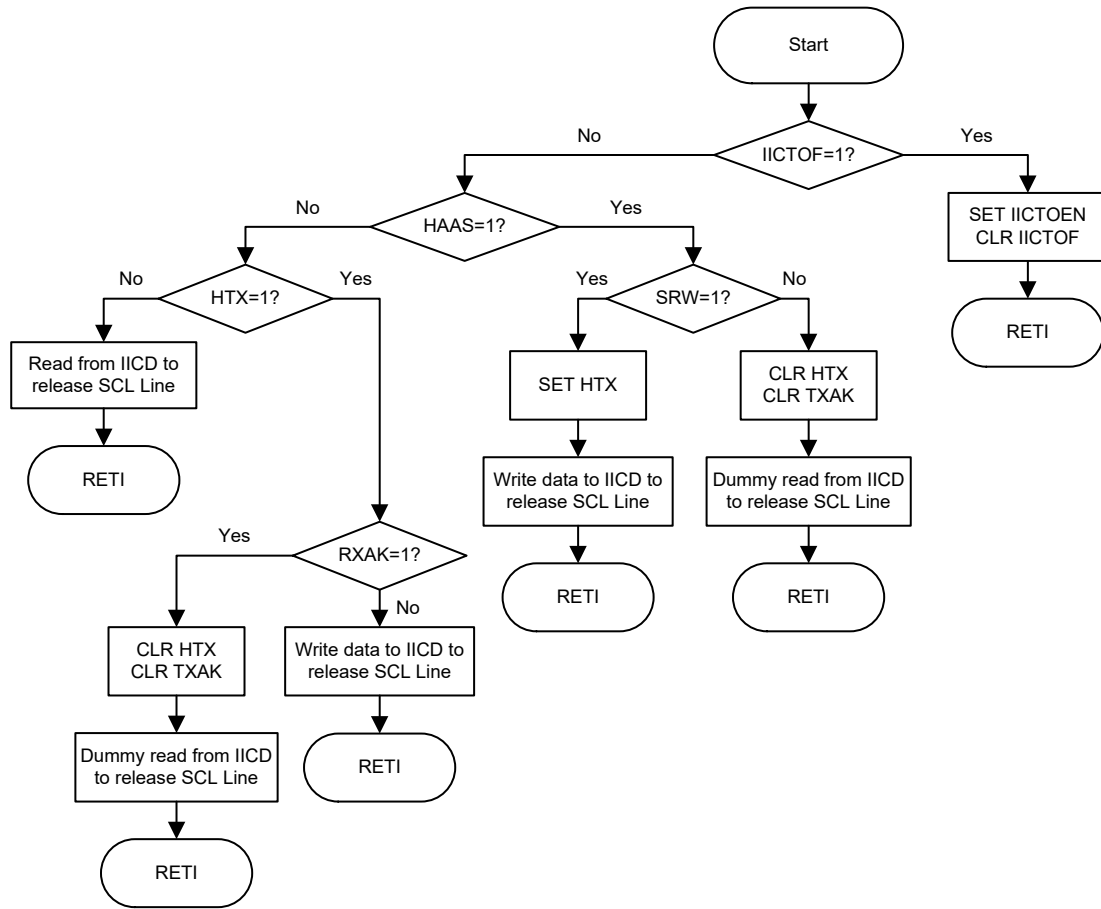 Start
No
IICTOF=1?
Yes
No
HAAS=1?
Yes
SET IICTOEN
CLR IICTOF
No
HTX=1?
Yes
Yes
SRW=1?
No
RETI
Read from IICD to
release SCL Line
SET HTX
CLR HTX
CLR TXAK
RETI
Write data to IICD to
release SCL Line
Dummy read from IICD
to release SCL Line
Yes
RXAK=1?
No
RETI
RETI
CLR HTX
CLR TXAK
Write data to IICD to
release SCL Line
Dummy read from IICD
to release SCL Line
RETI
RETI